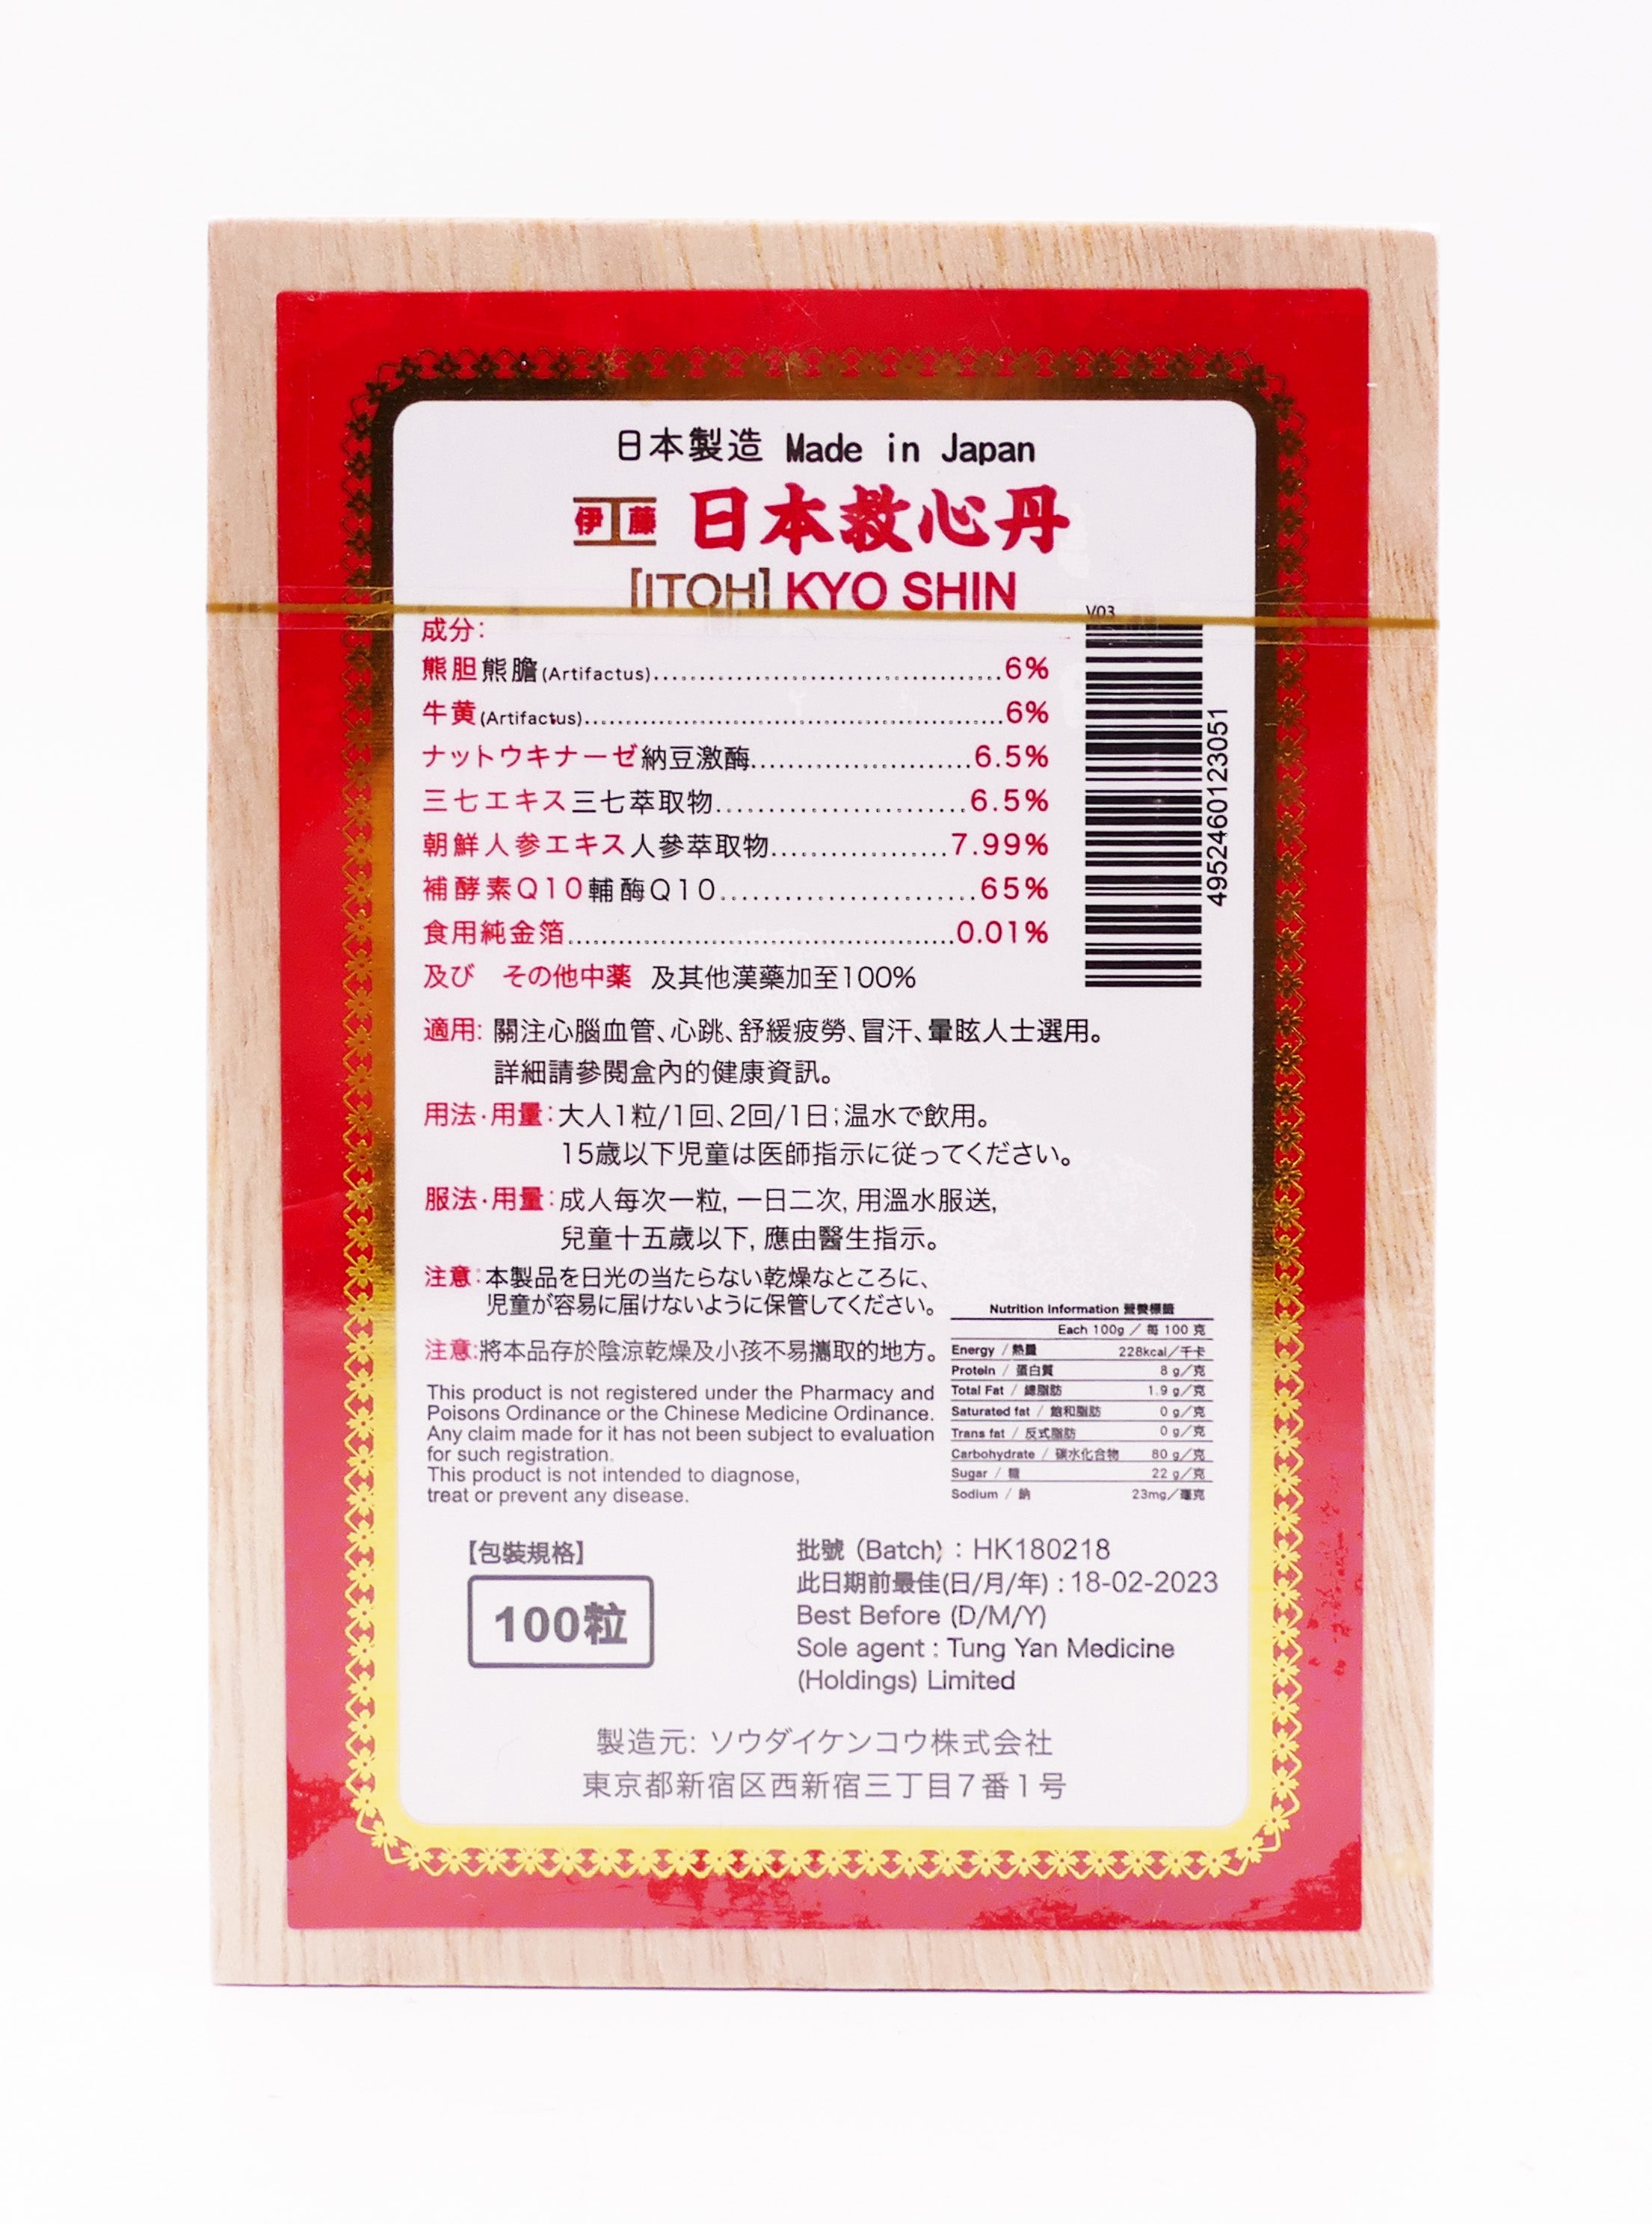 日本製造 Made in Japan
伊藤 日本救心丹
[ITOH] KYO SHIN
V03
成分:
熊胆熊膽(Artifactus)..........6%
牛黄(Artifactus)..........6%
ナットウキナーゼ納豆激酶..........6.5%
三七エキス三七萃取物..........6.5%
朝鮮人参エキス人參萃取物..........7.99%
補酵素Q10輔酶Q10..........65%
食用純金箔..........0.01%
及び その他中薬 及其他漢藥加至100%
4952460123051
適用: 關注心腦血管、心跳、舒緩疲勞、冒汗、暈眩人士選用。
詳細請參閱盒內的健康資訊。
用法·用量:大人1粒/1回、2回/1日;温水で飲用。
15歳以下児童は医師指示に従ってください。
服法·用量:成人每次一粒, 一日二次, 用溫水服送,
兒童十五歲以下, 應由醫生指示。
注意:本製品を日光の当たらない乾燥なところに、
児童が容易に届けないように保管してください。
注意:將本品存於陰涼乾燥及小孩不易攜取的地方。
This product is not registered under the Pharmacy and
Poisons Ordinance or the Chinese Medicine Ordinance.
Any claim made for it has not been subject to evaluation
for such registration.
This product is not intended to diagnose,
treat or prevent any disease.
Nutrition Information 營養標籤
Each 100g / 每 100 克
Energy / 熱量 228kcal/千卡
Protein / 蛋白質 8 g/克
Total Fat / 總脂肪 1.9 g/克
Saturated fat / 飽和脂肪 0 g/克
Trans fat / 反式脂肪 0 g/克
Carbohydrate / 碳水化合物 80 g/克
Sugar / 糖 22 g/克
Sodium / 鈉 23mg/毫克
【包裝規格】
100粒
批號 (Batch) : HK180218
此日期前最佳(日/月/年) : 18-02-2023
Best Before (D/M/Y)
Sole agent : Tung Yan Medicine
(Holdings) Limited
製造元: ソウダイケンコウ株式会社
東京都新宿区西新宿三丁目7番1号